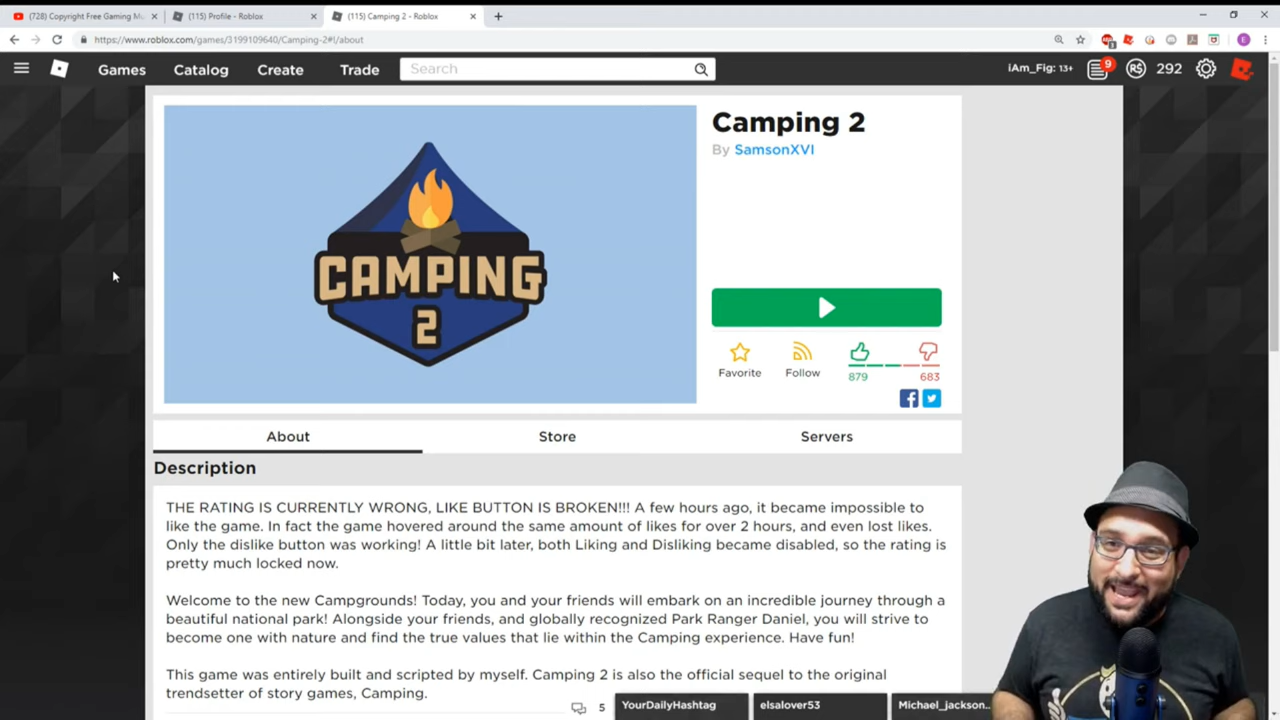 (728) Copyright Free Gaming Mu
(115) Profile - Roblox
(115) Camping 2 - Roblox
https://www.roblox.com/games/3199109640/Camping-2#!/about
Games
Catalog
Create
Trade
Search
iAm_Fig: 13+
9
292
CAMPING
2
Camping 2
By SamsonXVI
Favorite
Follow
879
683
About
Store
Servers
Description
THE RATING IS CURRENTLY WRONG, LIKE BUTTON IS BROKEN!!! A few hours ago, it became impossible to
like the game. In fact the game hovered around the same amount of likes for over 2 hours, and even lost likes.
Only the dislike button was working! A little bit later, both Liking and Disliking became disabled, so the rating is
pretty much locked now.
Welcome to the new Campgrounds! Today, you and your friends will embark on an incredible journey through a
beautiful national park! Alongside your friends, and globally recognized Park Ranger Daniel, you will strive to
become one with nature and find the true values that lie within the Camping experience. Have fun!
This game was entirely built and scripted by myself. Camping 2 is also the official sequel to the original
trendsetter of story games, Camping.
5
YourDailyHashtag
elsalover53
Michael_jackson...